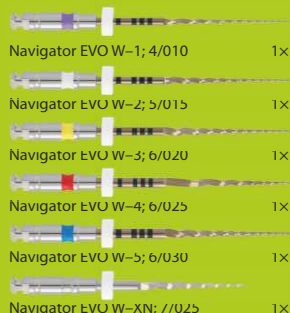 Navigator EVO W–1; 4/010 1×
Navigator EVO W–2; 5/015 1×
Navigator EVO W–3; 6/020 1×
Navigator EVO W–4; 6/025 1×
Navigator EVO W–5; 6/030 1×
Navigator EVO W–XN; 7/025 1×